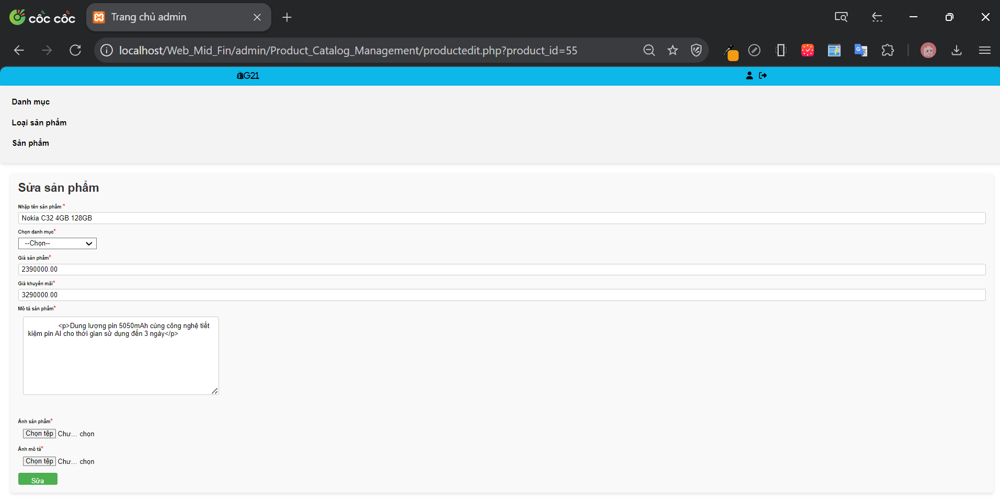 cốc cốc
Trang chủ admin
localhost/Web_Mid_Fin/admin/Product_Catalog_Management/productedit.php?product_id=55
G21
Danh mục
Loại sản phẩm
Sản phẩm
Sửa sản phẩm
Nhập tên sản phẩm *
Nokia C32 4GB 128GB
Chọn danh mục*
--Chọn--
Giá sản phẩm*
2390000.00
Giá khuyến mãi*
3290000.00
Mô tả sản phẩm*
<p>Dung lượng pin 5050mAh cùng công nghệ tiết
kiệm pin AI cho thời gian sử dụng đến 3 ngày</p>
Ảnh sản phẩm*
Chọn tệp Chư... chọn
Ảnh mô tả*
Chọn tệp Chư... chọn
Sửa